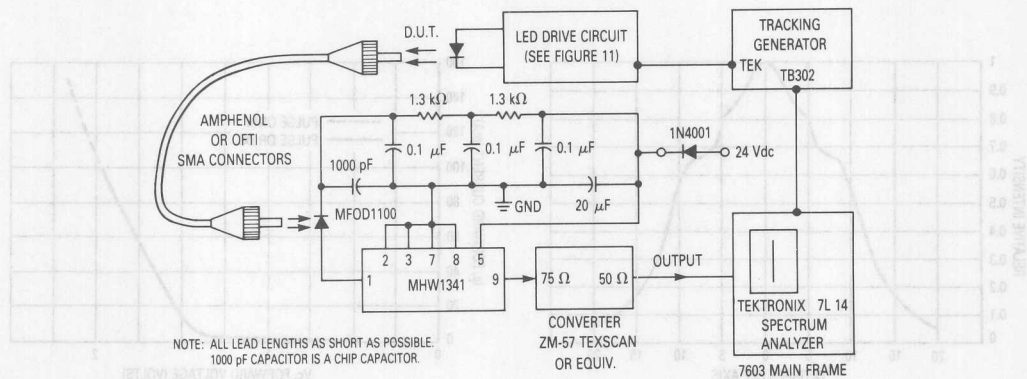 D.U.T.
LED DRIVE CIRCUIT
(SEE FIGURE 11)
TRACKING
GENERATOR
TEK
TB302
AMPHENOL
OR OFTI
SMA CONNECTORS
1.3 kΩ
1.3 kΩ
0.1 μF
0.1 μF
0.1 μF
1N4001
24 Vdc
1000 pF
MFOD1100
GND
20 μF
2 3 7 8 5
1
MHW1341
9
75 Ω 50 Ω
OUTPUT
CONVERTER
ZM-57 TEXSCAN
OR EQUIV.
TEKTRONIX 7L 14
SPECTRUM
ANALYZER
7603 MAIN FRAME
NOTE: ALL LEAD LENGTHS AS SHORT AS POSSIBLE.
1000 pF CAPACITOR IS A CHIP CAPACITOR.